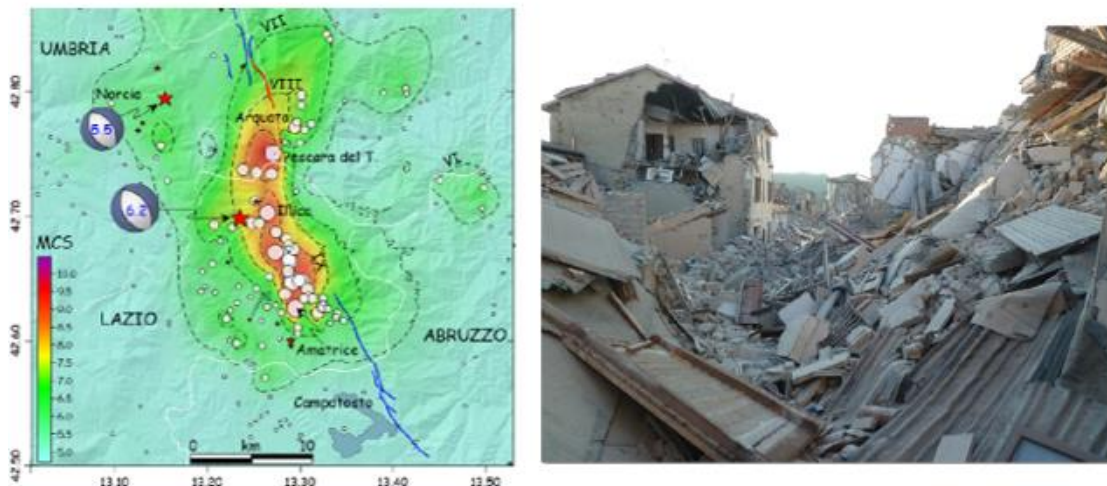 UMBRIA
VII
42.80
Norcia
VIII
Arquata
5.5
Pescara del T.
VI
6.2
42.70
MCS
10.0
9.5
9.0
8.5
8.0
7.5
7.0
6.5
6.0
5.5
5.0
LAZIO
ABRUZZO
42.60
Amatrice
Campotosto
0 km 10
42.50
13.10 13.20 13.30 13.40 13.50